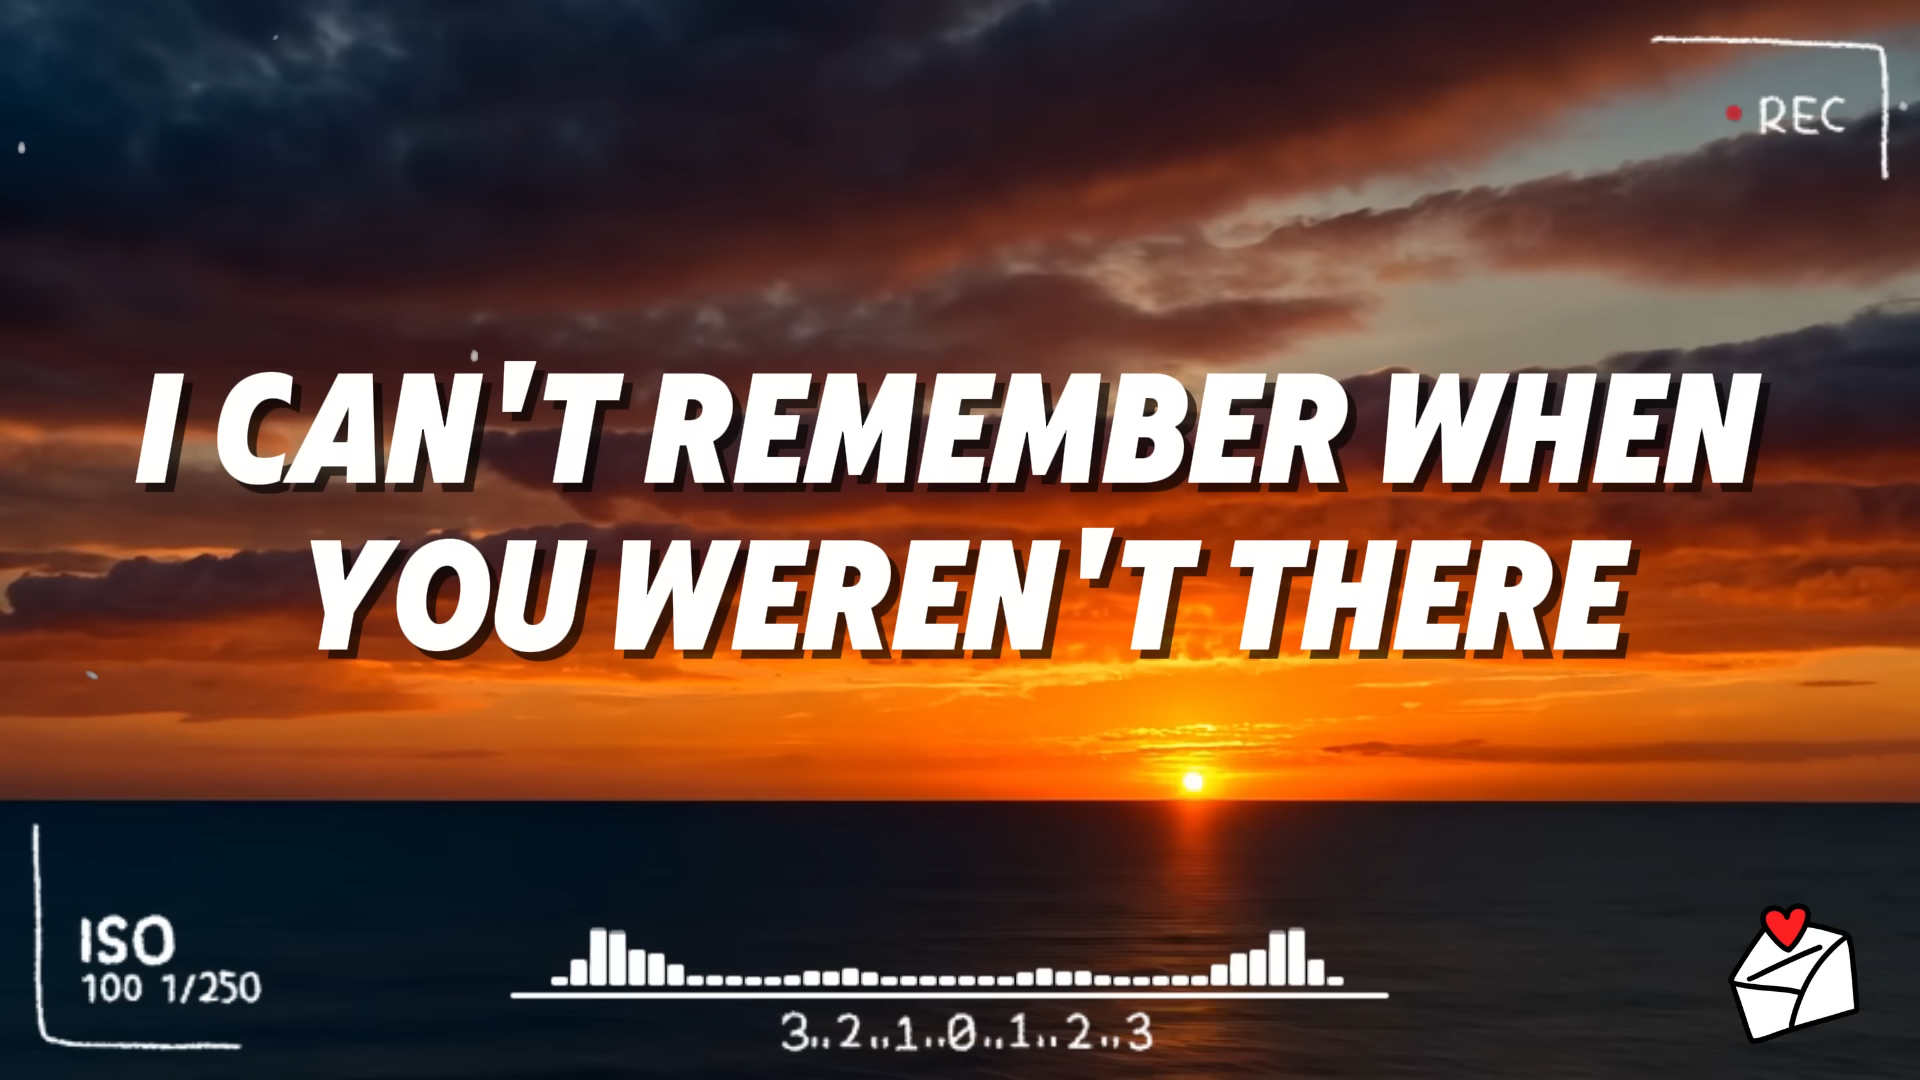 REC
I CAN'T REMEMBER WHEN
YOU WEREN'T THERE
ISO
100 1/250
3..2..1..0..1..2..3